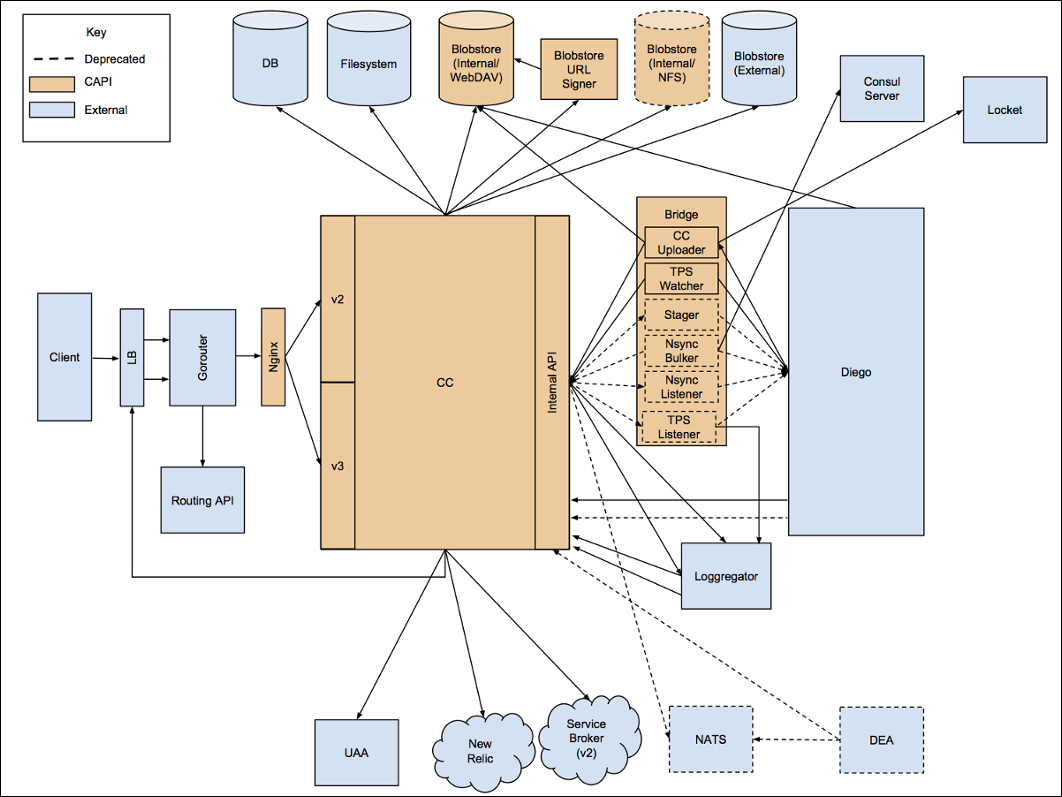 Key
Deprecated
CAPI
External
DB
Filesystem
Blobstore
(Internal/
WebDAV)
Blobstore
URL
Signer
Blobstore
(Internal/
NFS)
Blobstore
(External)
Consul
Server
Locket
Bridge
CC
Uploader
TPS
Watcher
Stager
Nsync
Bulker
Nsync
Listener
TPS
Listener
Diego
Client
LB
Gorouter
Nginx
v2
v3
CC
Internal API
Routing API
Loggregator
UAA
New
Relic
Service
Broker
(v2)
NATS
DEA